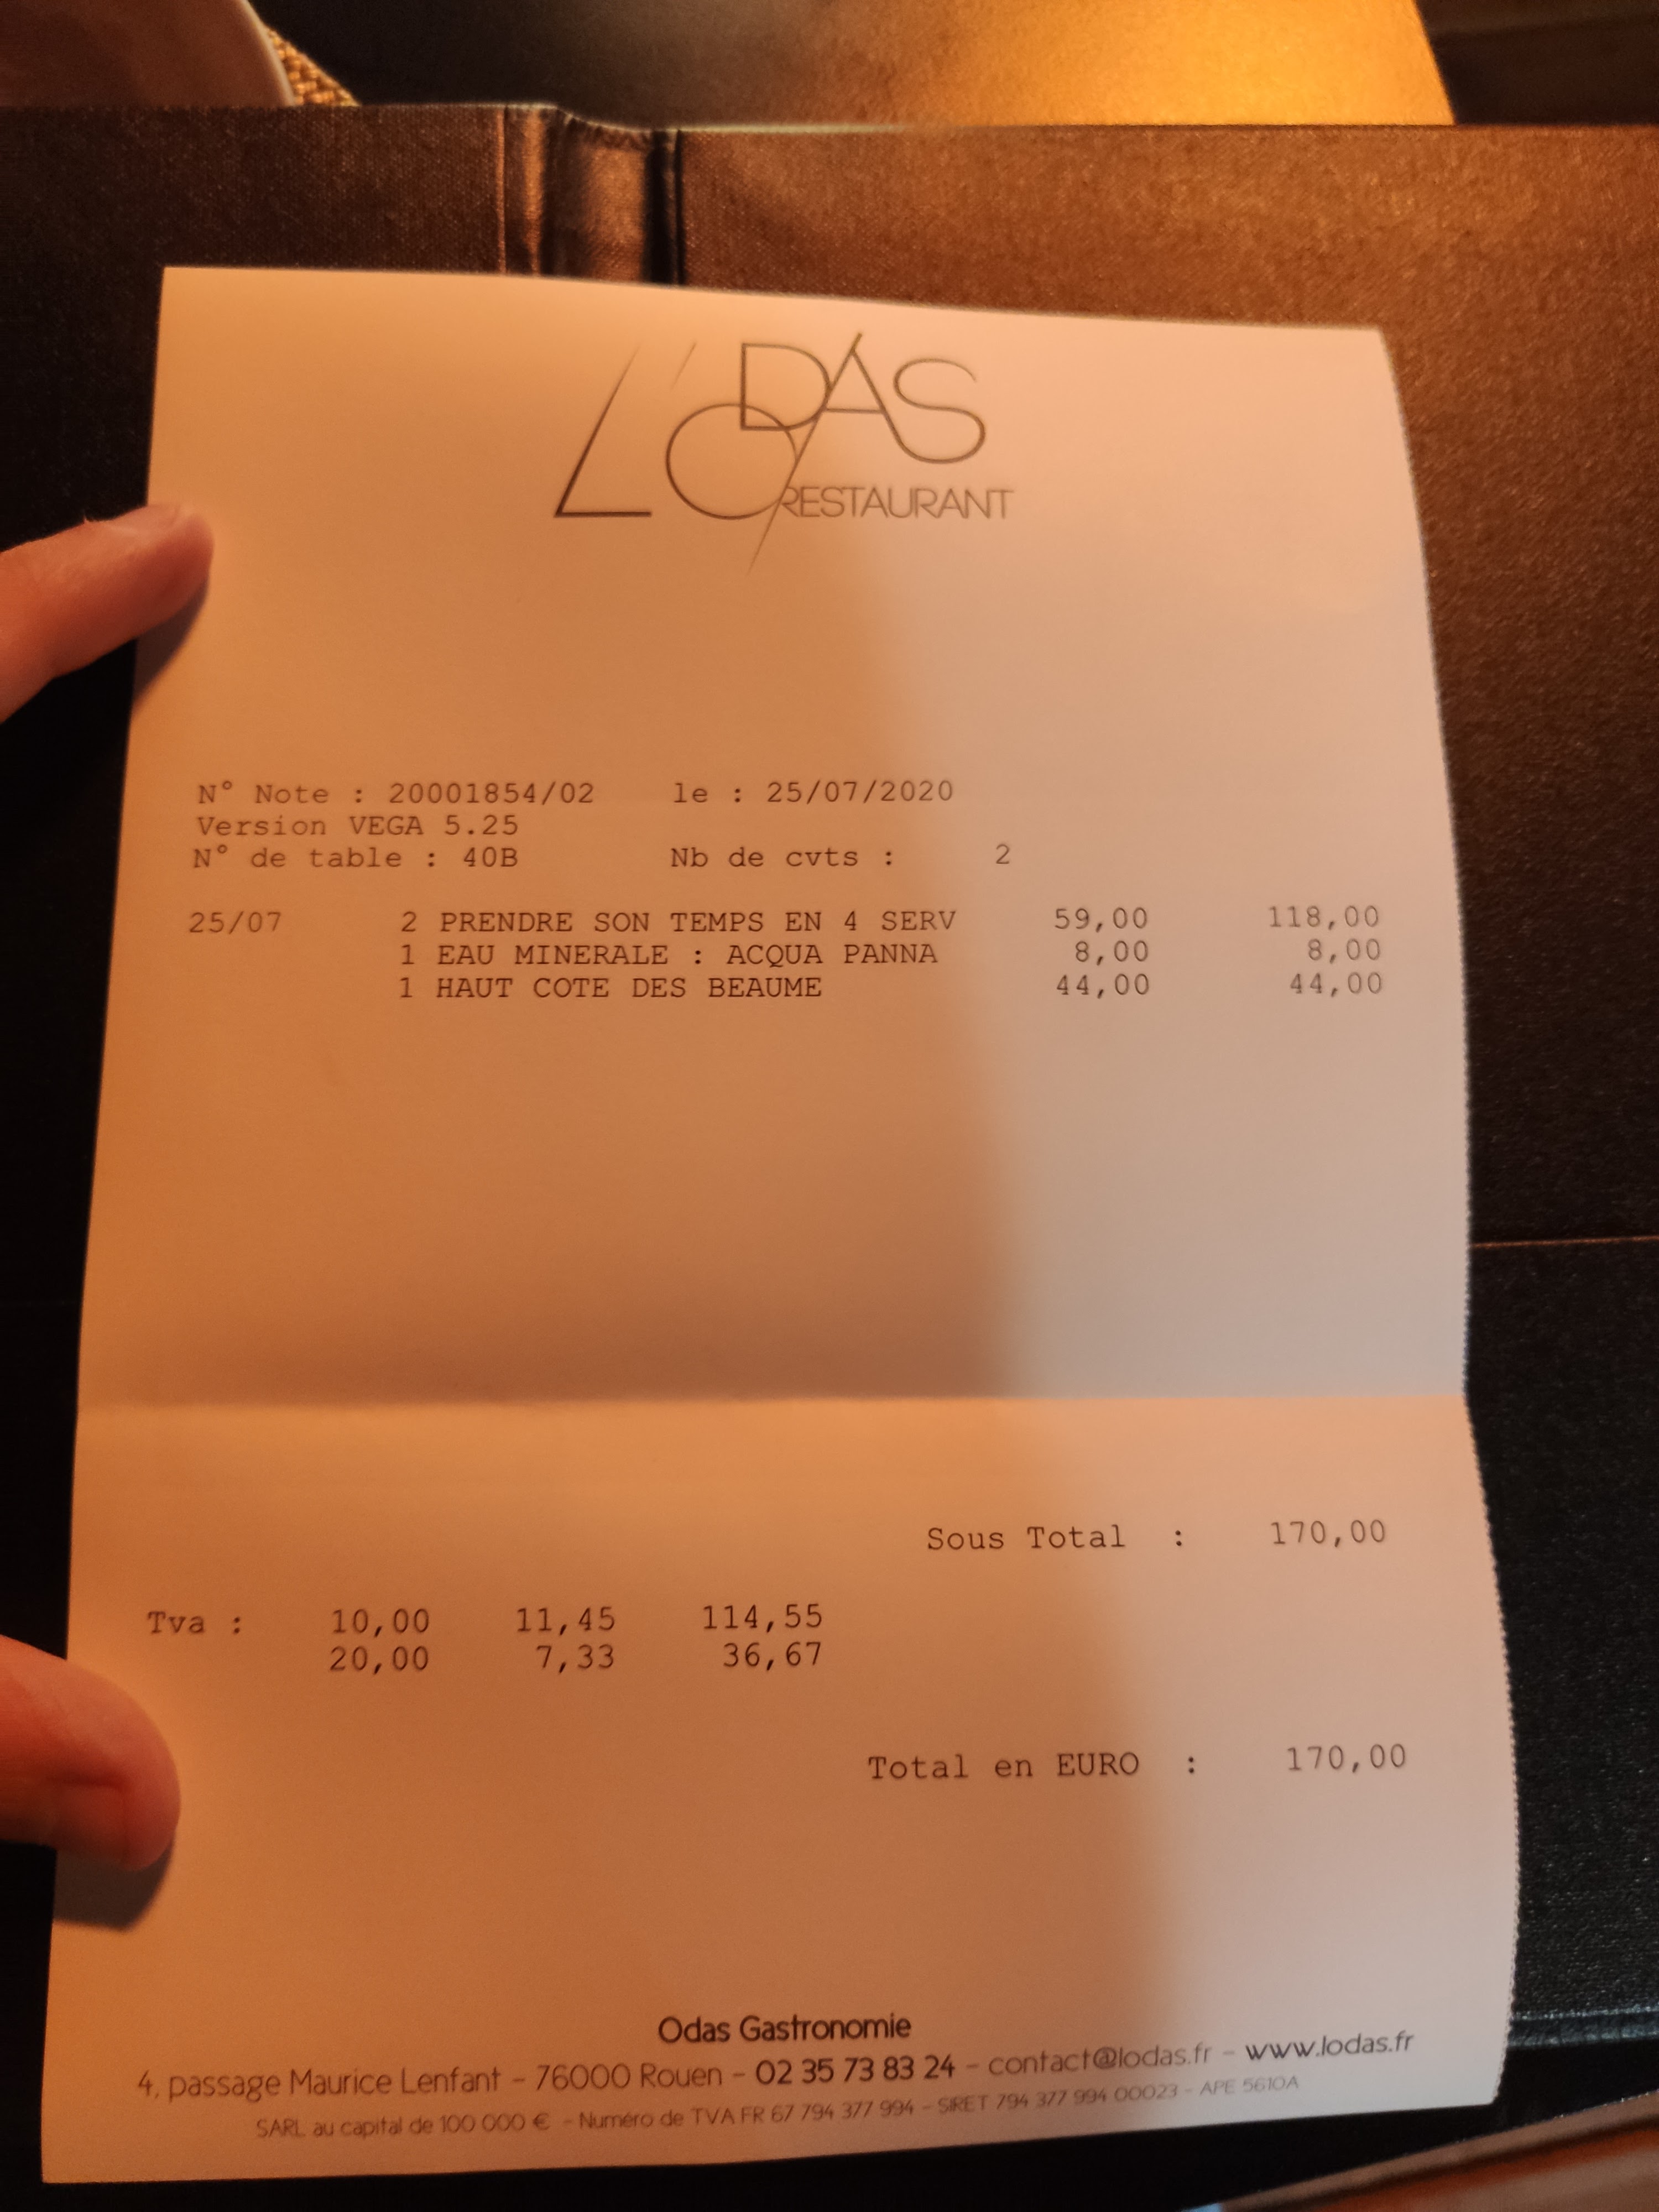 L'ODAS
RESTAURANT
N° Note : 20001854/02 le : 25/07/2020
Version VEGA 5.25
N° de table : 40B Nb de cvts : 2
25/07 2 PRENDRE SON TEMPS EN 4 SERV 59,00 118,00
1 EAU MINERALE : ACQUA PANNA 8,00 8,00
1 HAUT COTE DES BEAUME 44,00 44,00
Sous Total : 170,00
Tva : 10,00 11,45 114,55
20,00 7,33 36,67
Total en EURO : 170,00
Odas Gastronomie
4, passage Maurice Lenfant - 76000 Rouen - 02 35 73 83 24 - contact@lodas.fr - www.lodas.fr
SARL au capital de 100 000 € - Numéro de TVA FR 67 794 377 994 - SIRET 794 377 994 00023 - APE 5610A